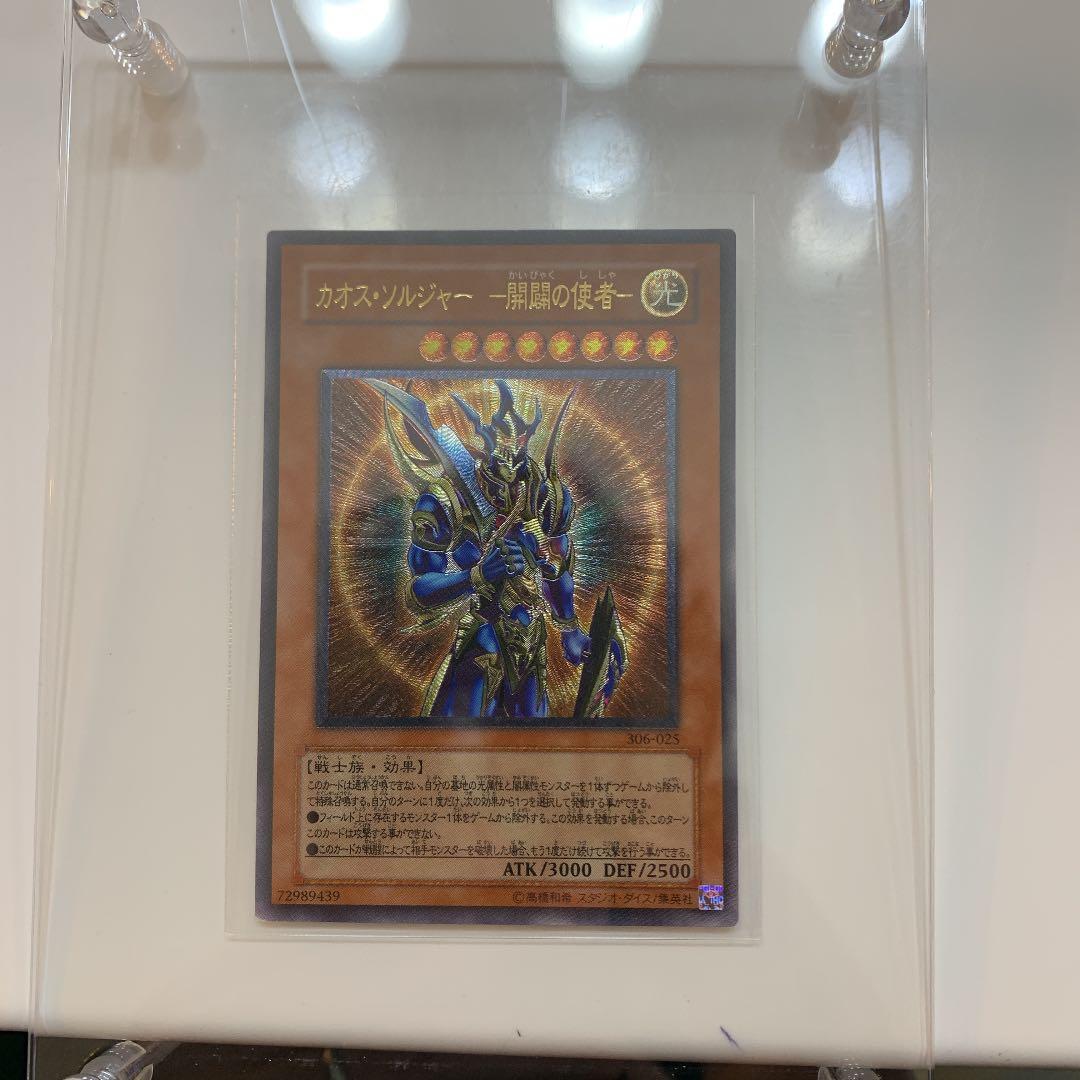 カオス・ソルジャー －開闢の使者－
かいびゃく ししゃ
光
306-025
[戦士族・効果]
このカードは通常召喚できない。自分の墓地の光属性と闇属性モンスターを1体ずつゲームから除外し
て特殊召喚する。自分のターンに1度だけ、次の効果から1つを選択して発動する事ができる。
●フィールド上に存在するモンスター1体をゲームから除外する。この効果を発動する場合、このターン
このカードは攻撃する事ができない。
●このカードが戦闘によって相手モンスターを破壊した場合、もう1度だけ続けて攻撃を行う事ができる。
ATK/3000 DEF/2500
72989439
©高橋和希 スタジオ・ダイス/集英社